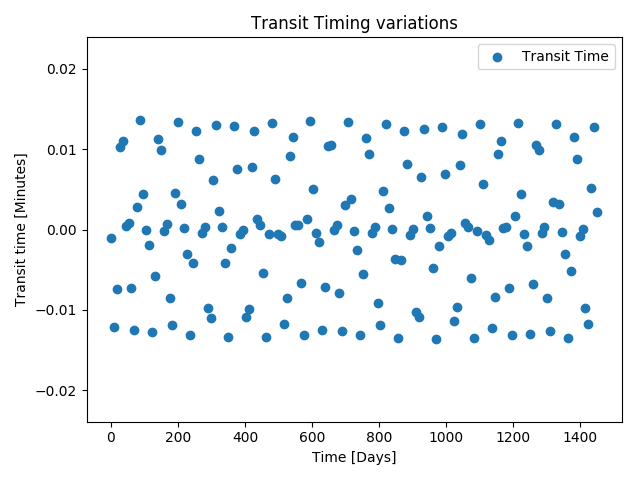 Transit Timing variations
Transit Time
0.02
0.01
0.00
−0.01
−0.02
Transit time [Minutes]
0 200 400 600 800 1000 1200 1400
Time [Days]